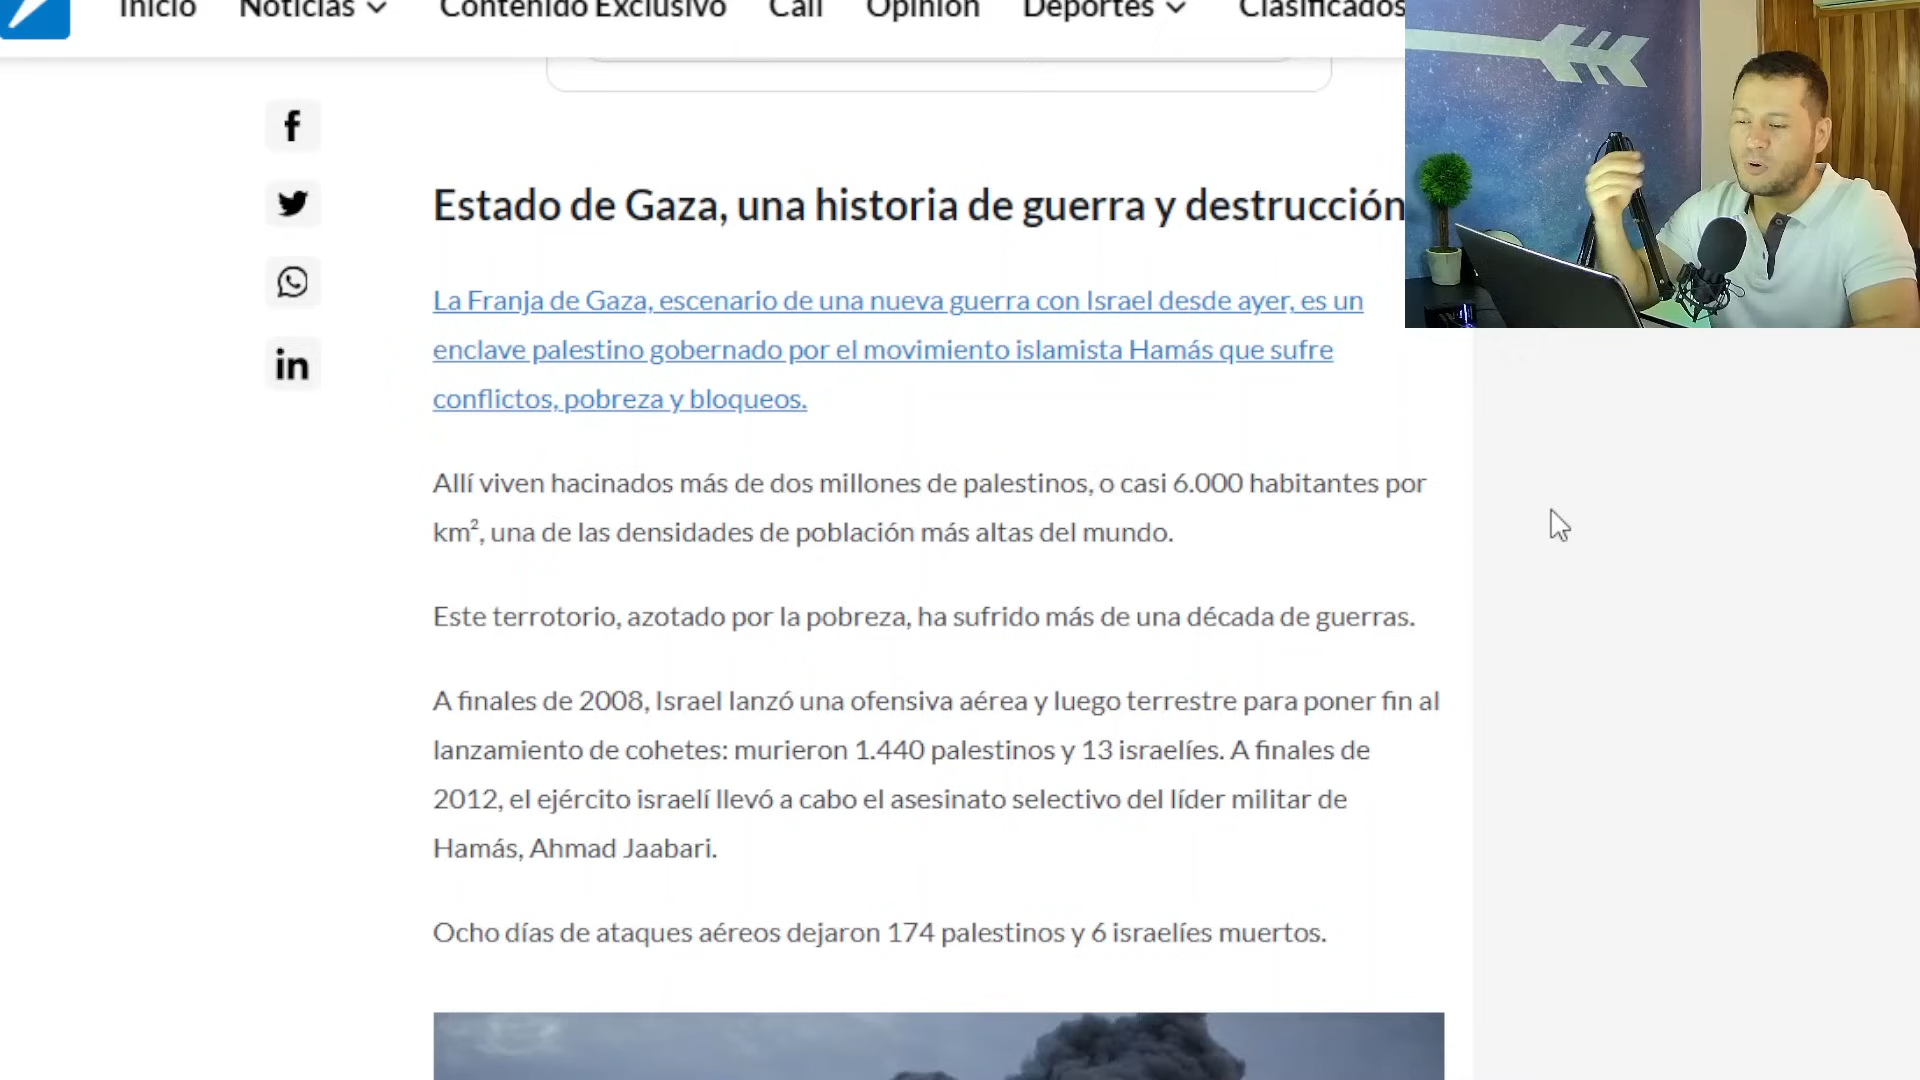 Inicio Noticias Contenido Exclusivo Cali Opinión Deportes Clasificados
Estado de Gaza, una historia de guerra y destrucción
La Franja de Gaza, escenario de una nueva guerra con Israel desde ayer, es un
enclave palestino gobernado por el movimiento islamista Hamás que sufre
conflictos, pobreza y bloqueos.
Allí viven hacinados más de dos millones de palestinos, o casi 6.000 habitantes por
km², una de las densidades de población más altas del mundo.
Este terrotorio, azotado por la pobreza, ha sufrido más de una década de guerras.
A finales de 2008, Israel lanzó una ofensiva aérea y luego terrestre para poner fin al
lanzamiento de cohetes: murieron 1.440 palestinos y 13 israelíes. A finales de
2012, el ejército israelí llevó a cabo el asesinato selectivo del líder militar de
Hamás, Ahmad Jaabari.
Ocho días de ataques aéreos dejaron 174 palestinos y 6 israelíes muertos.